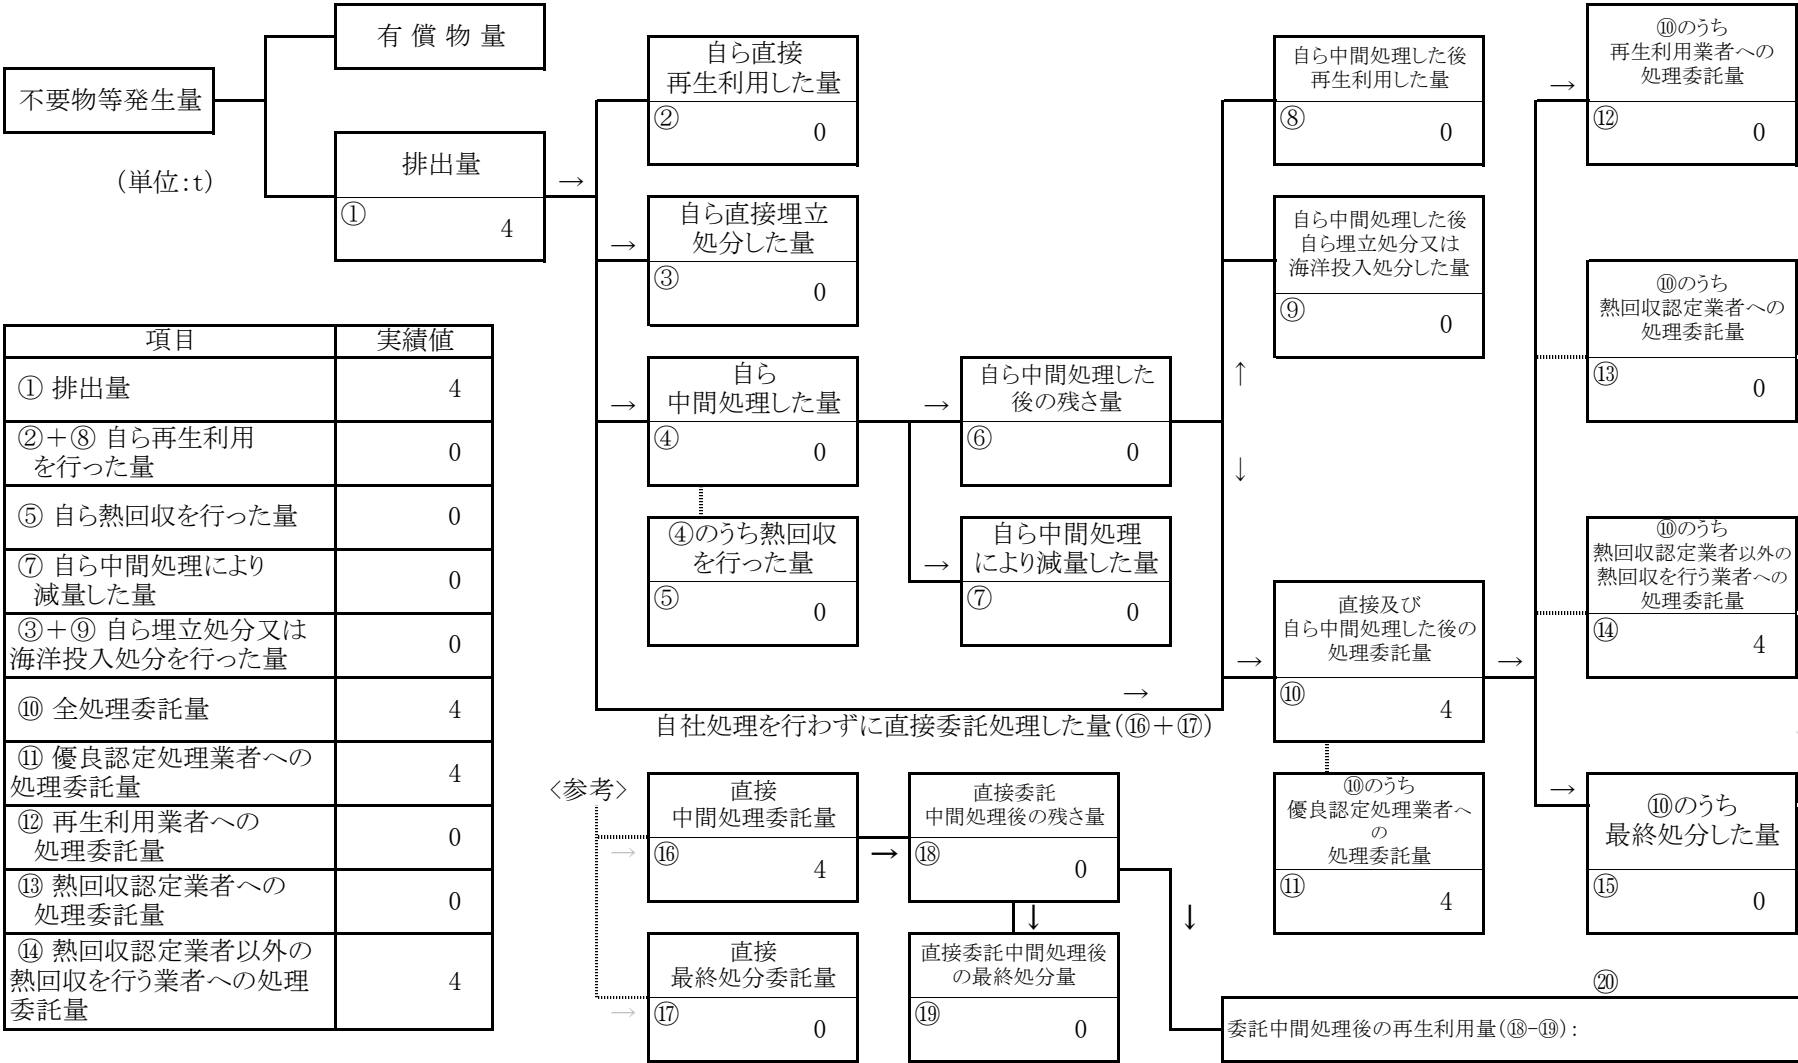 不要物等発生量
有 償 物 量
(単位:t)
排出量
①
4
→
自ら直接
再生利用した量
②
0
→
自ら直接埋立
処分した量
③
0
→
自ら
中間処理した量
④
0
④のうち熱回収
を行った量
⑤
0
→
自ら中間処理した
後の残さ量
⑥
0
→
自ら中間処理
により減量した量
⑦
0
自ら中間処理した後
再生利用した量
⑧
0
自ら中間処理した後
自ら埋立処分又は
海洋投入処分した量
⑨
0
↑
↓
→
直接及び
自ら中間処理した後の
処理委託量
⑩
4
→
⑩のうち
優良認定処理業者へ
の
処理委託量
⑪
4
→
⑩のうち
再生利用業者への
処理委託量
⑫
0
⑩のうち
熱回収認定業者への
処理委託量
⑬
0
⑩のうち
熱回収認定業者以外の
熱回収を行う業者への
処理委託量
⑭
4
→
⑩のうち
最終処分した量
⑮
0
→
自社処理を行わずに直接委託処理した量(⑯+⑰)
〈参考〉
→
直接
中間処理委託量
⑯
4
→
直接委託
中間処理後の残さ量
⑱
0
↓
↓
→
直接
最終処分委託量
⑰
0
直接委託中間処理後
の最終処分量
⑲
0
⑳
委託中間処理後の再生利用量(⑱-⑲):
項目 実績値
① 排出量 4
②+⑧ 自ら再生利用
を行った量 0
⑤ 自ら熱回収を行った量 0
⑦ 自ら中間処理により
減量した量 0
③+⑨ 自ら埋立処分又は
海洋投入処分を行った量 0
⑩ 全処理委託量 4
⑪ 優良認定処理業者への
処理委託量 4
⑫ 再生利用業者への
処理委託量 0
⑬ 熱回収認定業者への
処理委託量 0
⑭ 熱回収認定業者以外の
熱回収を行う業者への処理
委託量 4